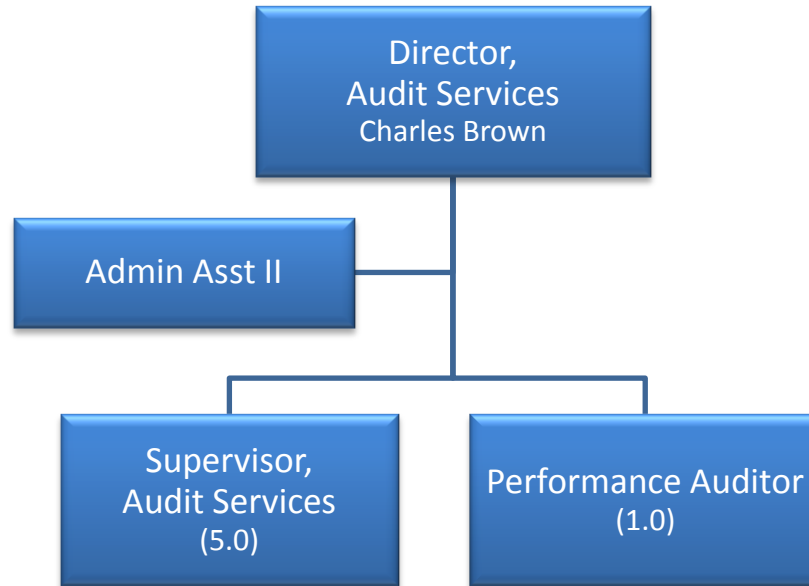 Director,
Audit Services
Charles Brown
Admin Asst II
Supervisor,
Audit Services
(5.0)
Performance Auditor
(1.0)